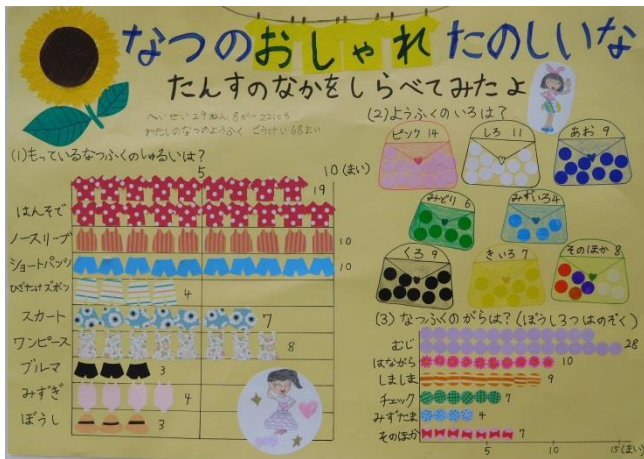 なつのおしゃれたのしいな
たんすのなかをしらべてみたよ
へいせい29ねん8がつ22にち
わたしのなつのようふく ごうけい68まい
(1)もっているなつふくのしゅるいは?
5 10(まい)
19
はんそで
ノースリーブ 10
ショートパンツ 10
ひざたけズボン 4
スカート 7
ワンピース 8
ブルマ 3
みずぎ 4
ぼうし 3
(2)ようふくのいろは?
ピンク 14
しろ 11
あお 9
みどり 6
みずいろ 4
くろ 9
きいろ 7
そのほか 8
(3)なつふくのがらは?(ぼうし3つはのぞく)
むじ 28
はながら 10
しましま 9
チェック 7
みずたま 4
そのほか 7
5 10 15(まい)